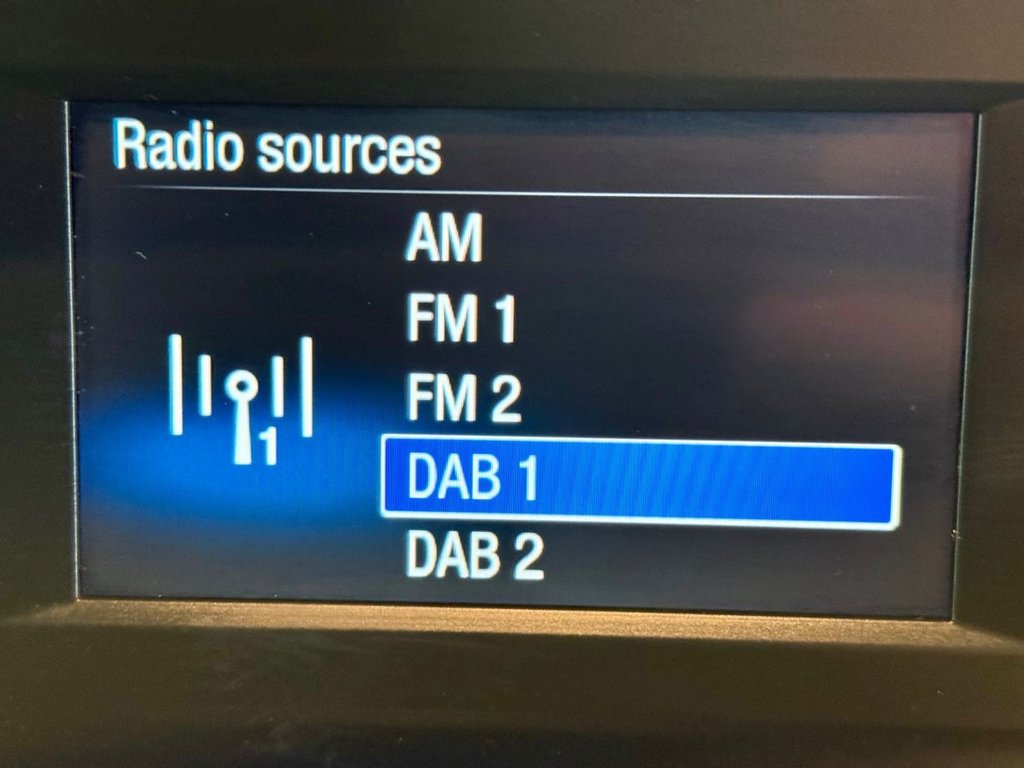 Radio sources
AM
FM 1
FM 2
1
DAB 1
DAB 2